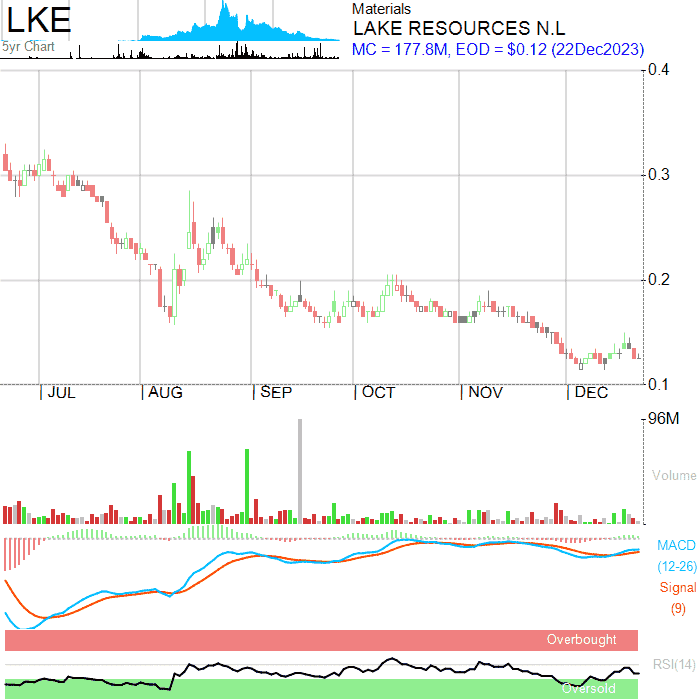 LKE
5yr Chart
Materials
LAKE RESOURCES N.L
MC = 177.8M, EOD = $0.12 (22Dec2023)
0.4
0.3
0.2
0.1
| JUL | AUG | SEP | OCT | NOV | DEC
96M
Volume
MACD
(12-26)
Signal
(9)
Overbought
RSI(14)
Oversold